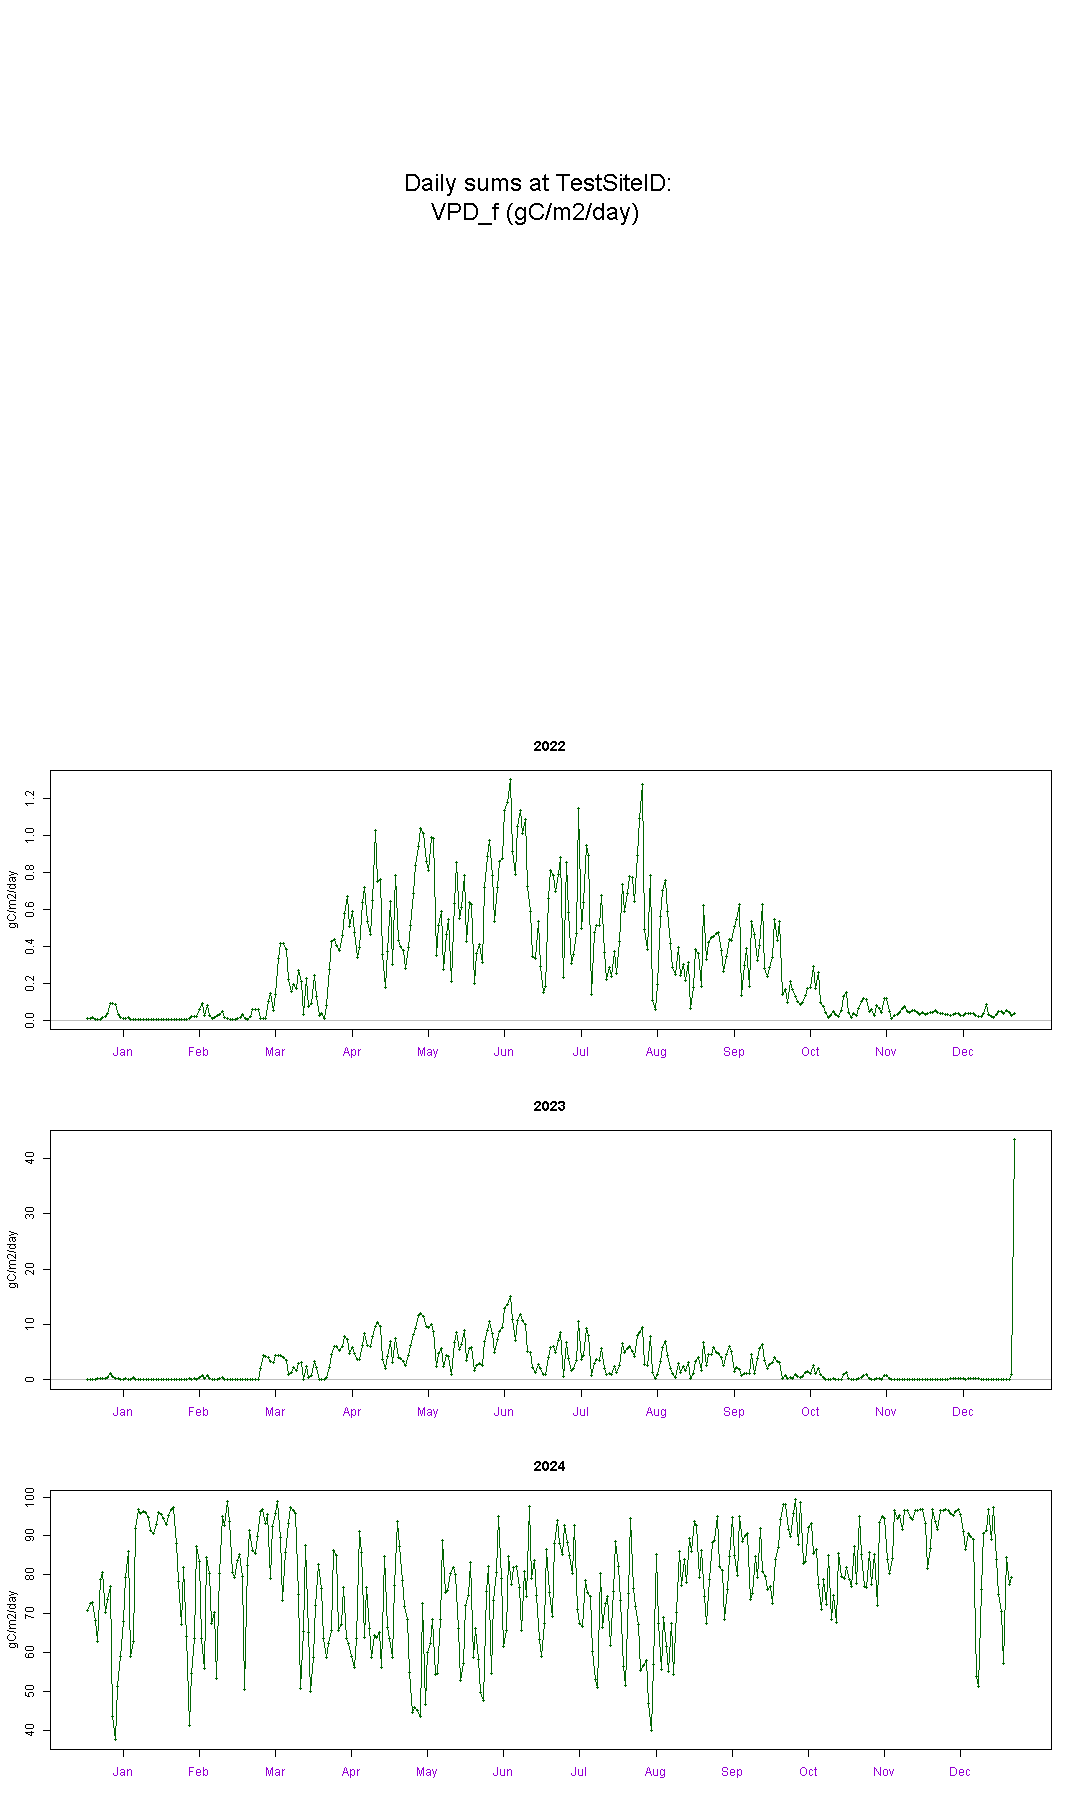 Daily sums at TestSiteID:
VPD_f (gC/m2/day)
2022
gC/m2/day
1.2
1.0
0.8
0.6
0.4
0.2
0.0
Jan Feb Mar Apr May Jun Jul Aug Sep Oct Nov Dec
2023
gC/m2/day
40
30
20
10
0
Jan Feb Mar Apr May Jun Jul Aug Sep Oct Nov Dec
2024
gC/m2/day
100
90
80
70
60
50
40
Jan Feb Mar Apr May Jun Jul Aug Sep Oct Nov Dec